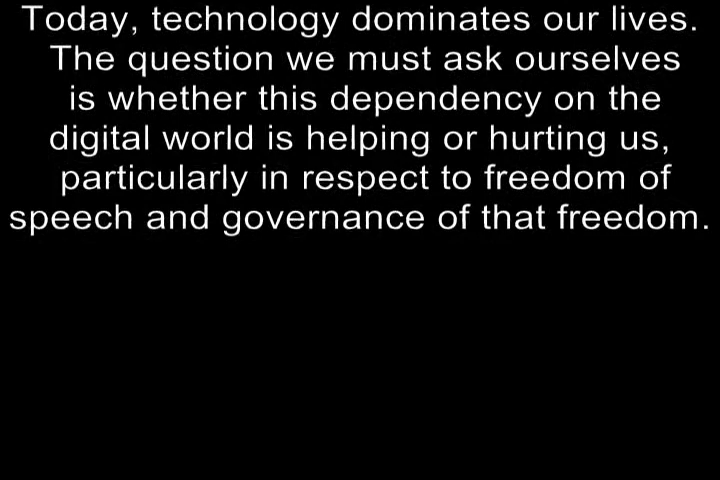 Today, technology dominates our lives.
The question we must ask ourselves
is whether this dependency on the
digital world is helping or hurting us,
particularly in respect to freedom of
speech and governance of that freedom.